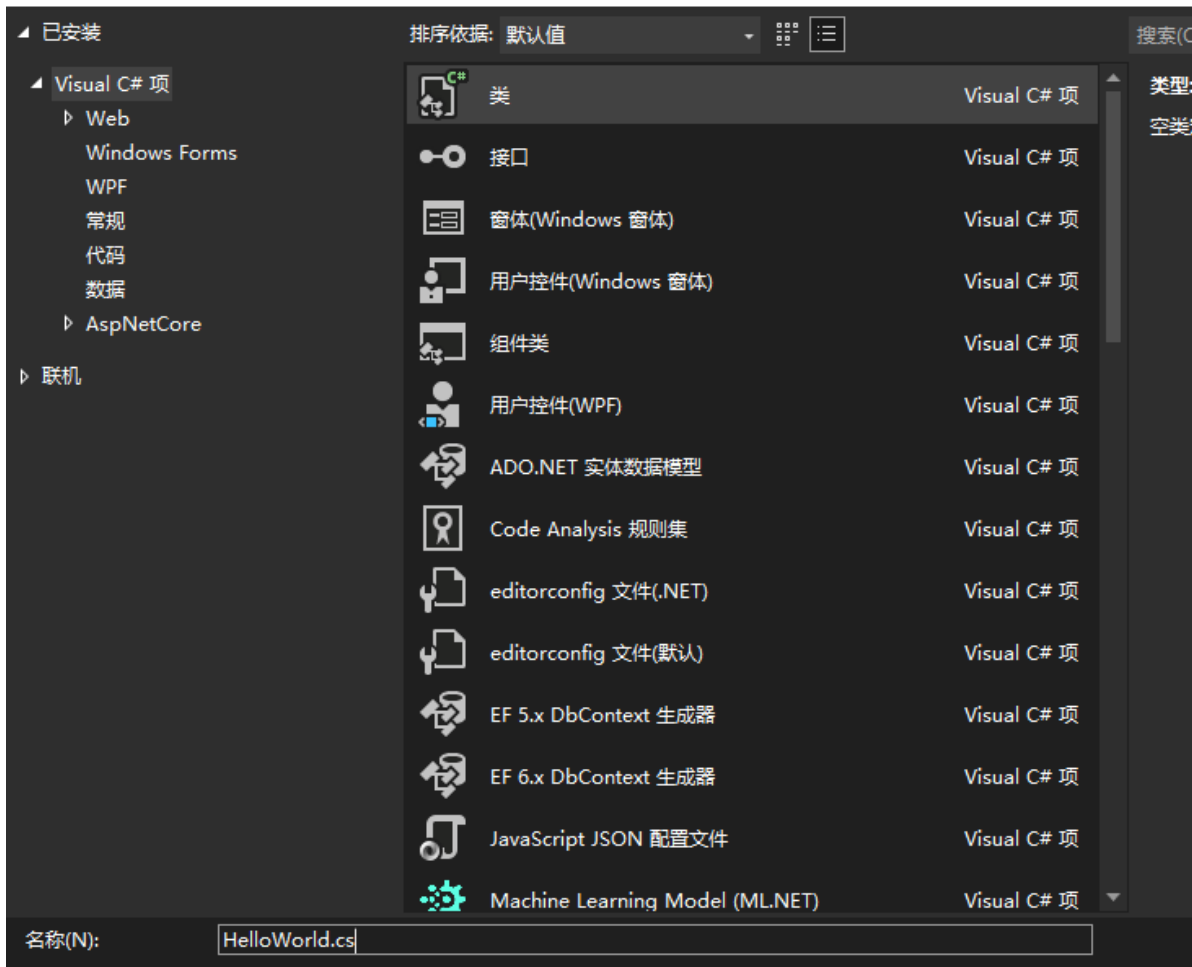 已安装
Visual C# 项
Web
Windows Forms
WPF
常规
代码
数据
AspNetCore
联机
排序依据: 默认值
类 Visual C# 项
接口 Visual C# 项
窗体(Windows 窗体) Visual C# 项
用户控件(Windows 窗体) Visual C# 项
组件类 Visual C# 项
用户控件(WPF) Visual C# 项
ADO.NET 实体数据模型 Visual C# 项
Code Analysis 规则集 Visual C# 项
editorconfig 文件(.NET) Visual C# 项
editorconfig 文件(默认) Visual C# 项
EF 5.x DbContext 生成器 Visual C# 项
EF 6.x DbContext 生成器 Visual C# 项
JavaScript JSON 配置文件 Visual C# 项
Machine Learning Model (ML.NET) Visual C# 项
搜索(C
类型:
空类
名称(N): HelloWorld.cs